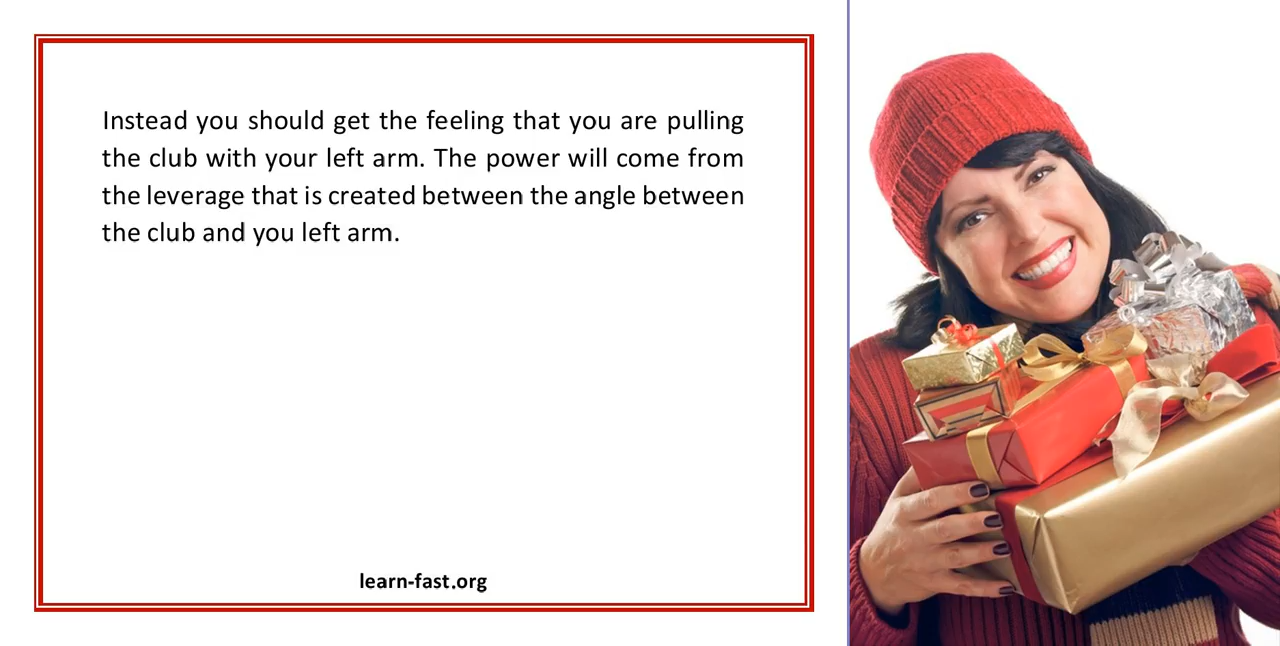 Instead you should get the feeling that you are pulling
the club with your left arm. The power will come from
the leverage that is created between the angle between
the club and you left arm.
learn-fast.org